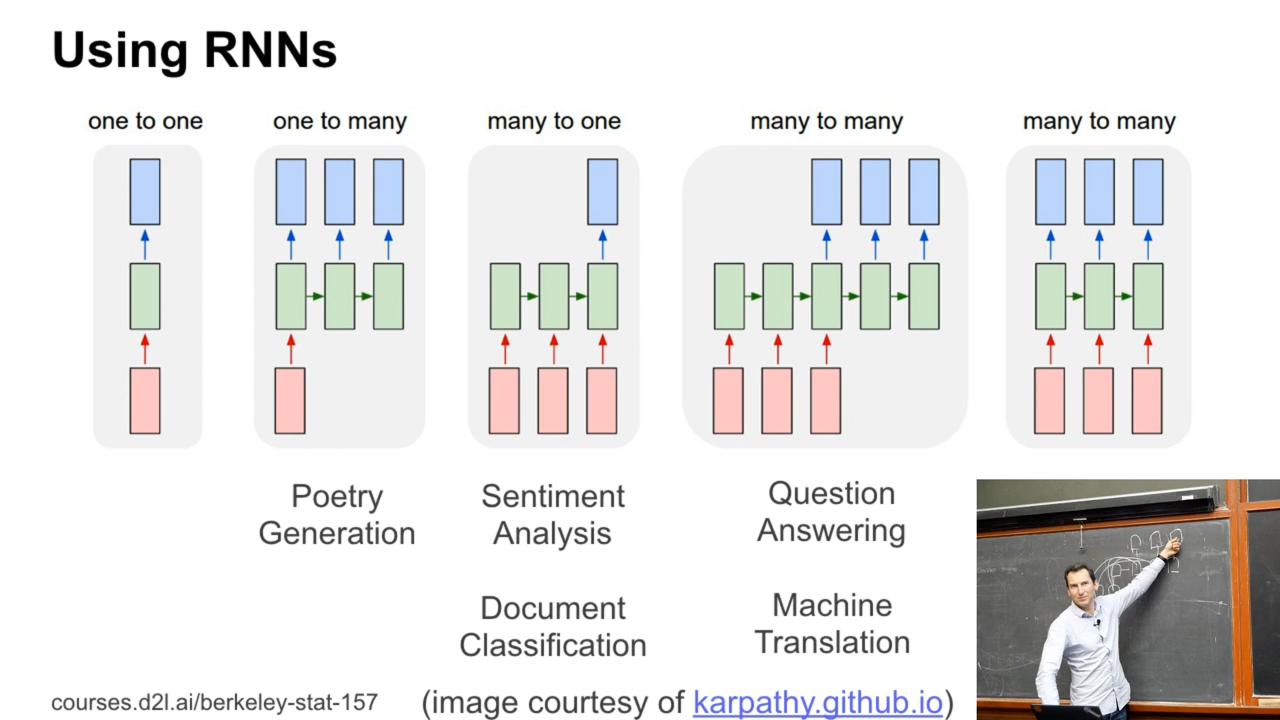 Using RNNs
one to one
one to many
many to one
many to many
many to many
Poetry
Generation
Sentiment
Analysis
Question
Answering
Document
Classification
Machine
Translation
courses.d2l.ai/berkeley-stat-157
(image courtesy of karpathy.github.io)